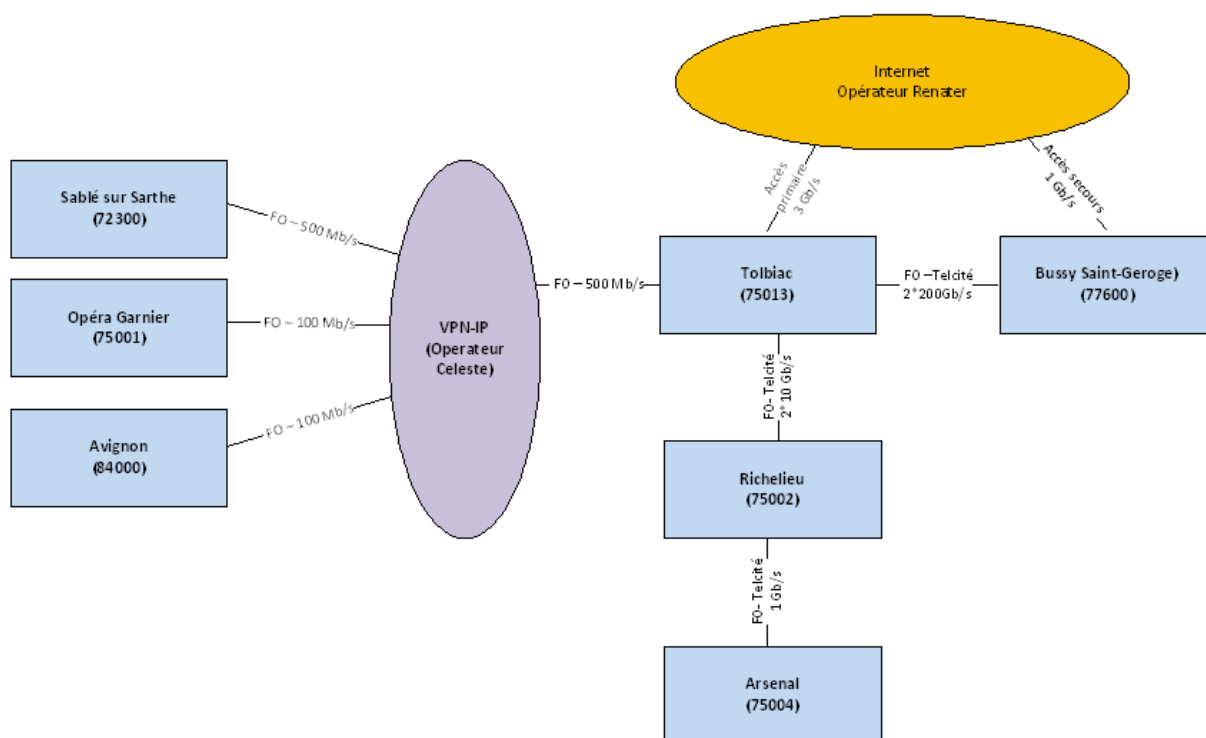 Internet
Opérateur Renater
Accès
primaire
3 Gb/s
Accès secours
1 Gb/s
Sablé sur Sarthe
(72300)
FO – 500 Mb/s
Opéra Garnier
(75001)
FO – 100 Mb/s
Avignon
(84000)
FO – 100 Mb/s
VPN-IP
(Operateur
Celeste)
FO – 500 Mb/s
Tolbiac
(75013)
FO –Telcité
2*200Gb/s
Bussy Saint-Geroge)
(77600)
FO- Telcité
2*10 Gb/s
Richelieu
(75002)
FO- Telcité
1 Gb/s
Arsenal
(75004)